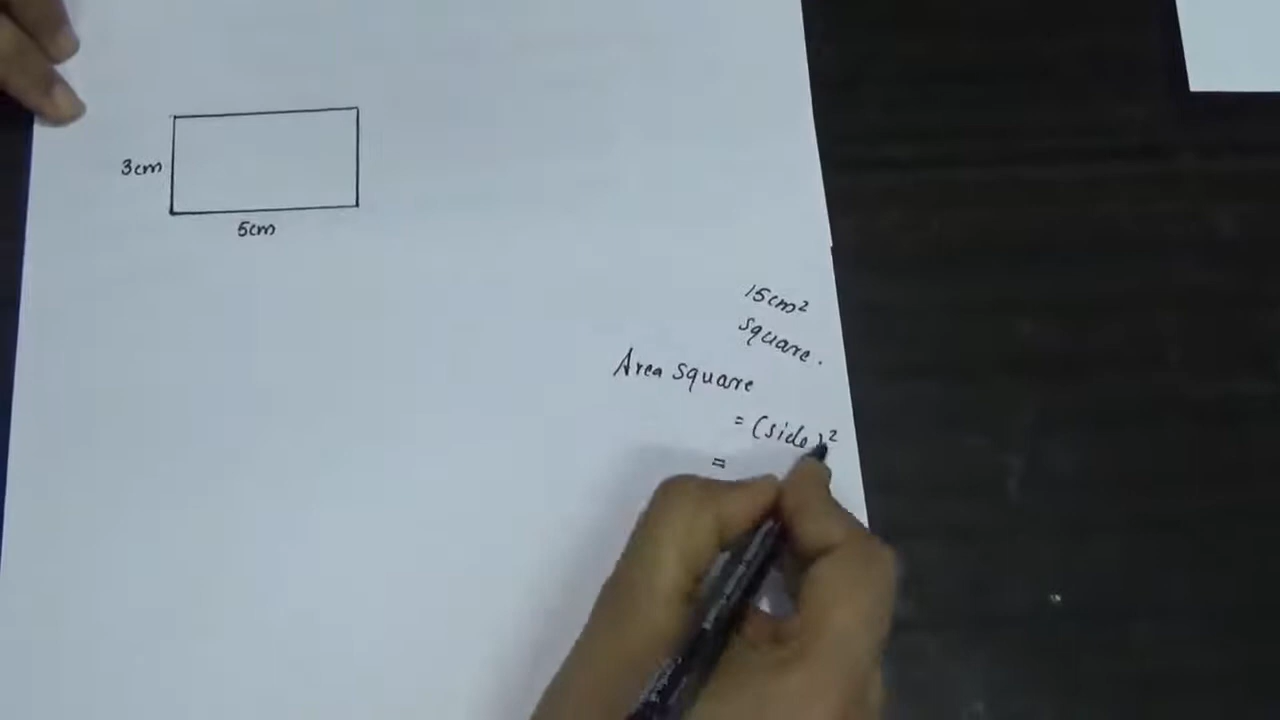 3cm
5cm
15cm²
square.
Area square
= (side)²
=